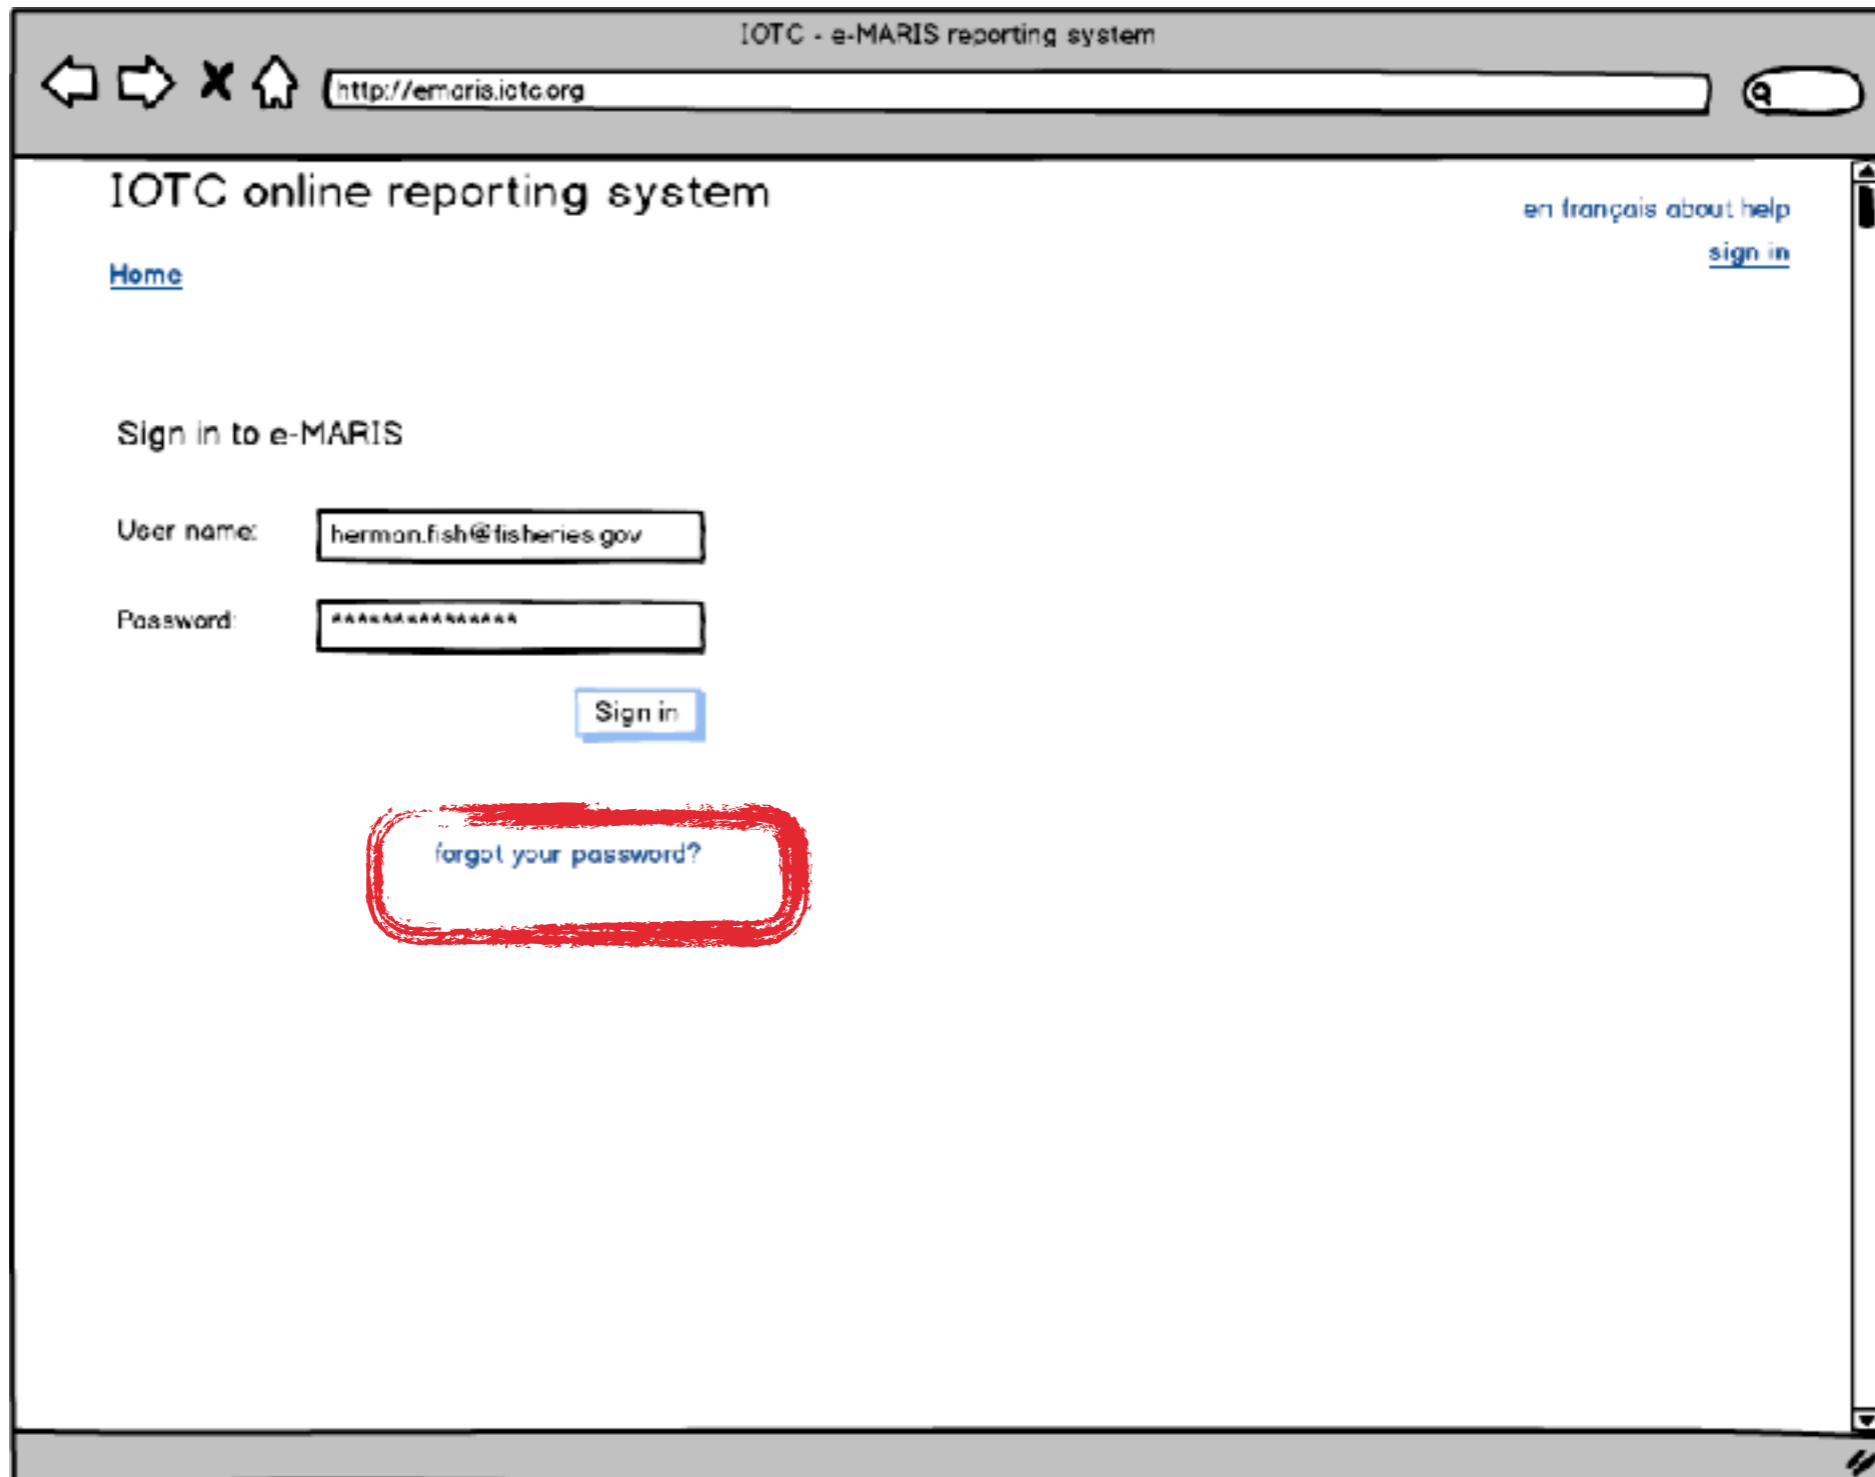 IOTC - e-MARIS reporting system
http://emaris.iotc.org
IOTC online reporting system
en français about help
sign in
Home
Sign in to e-MARIS
User name:
herman.fish@fisheries.gov
Password:
***************
Sign in
forgot your password?